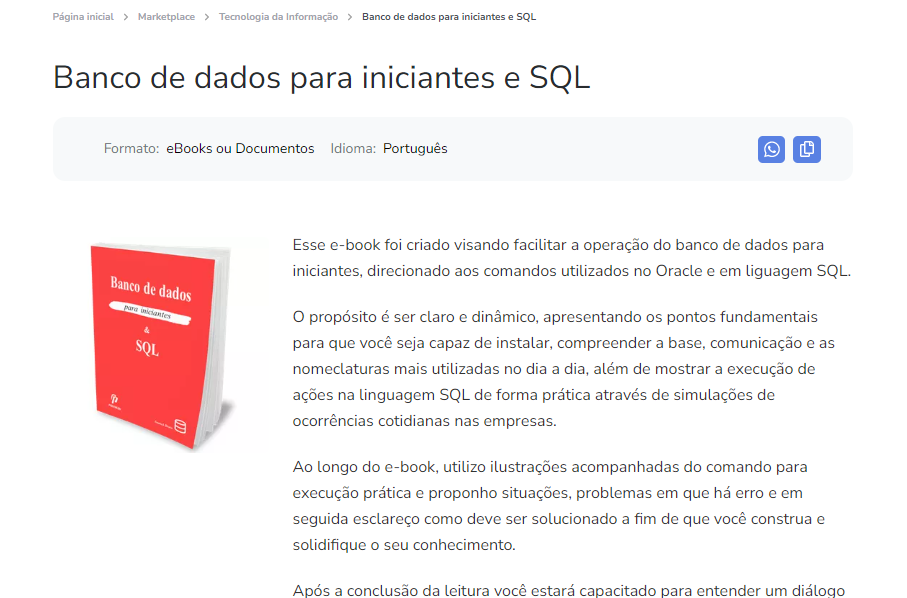 Página inicial > Marketplace > Tecnologia da Informação > Banco de dados para iniciantes e SQL
Banco de dados para iniciantes e SQL
Formato: eBooks ou Documentos Idioma: Português
Banco de dados
para iniciantes
&
SQL
Esse e-book foi criado visando facilitar a operação do banco de dados para
iniciantes, direcionado aos comandos utilizados no Oracle e em liguagem SQL.
O propósito é ser claro e dinâmico, apresentando os pontos fundamentais
para que você seja capaz de instalar, compreender a base, comunicação e as
nomeclaturas mais utilizadas no dia a dia, além de mostrar a execução de
ações na linguagem SQL de forma prática através de simulações de
ocorrências cotidianas nas empresas.
Ao longo do e-book, utilizo ilustrações acompanhadas do comando para
execução prática e proponho situações, problemas em que há erro e em
seguida esclareço como deve ser solucionado a fim de que você construa e
solidifique o seu conhecimento.
Após a conclusão da leitura você estará capacitado para entender um diálogo